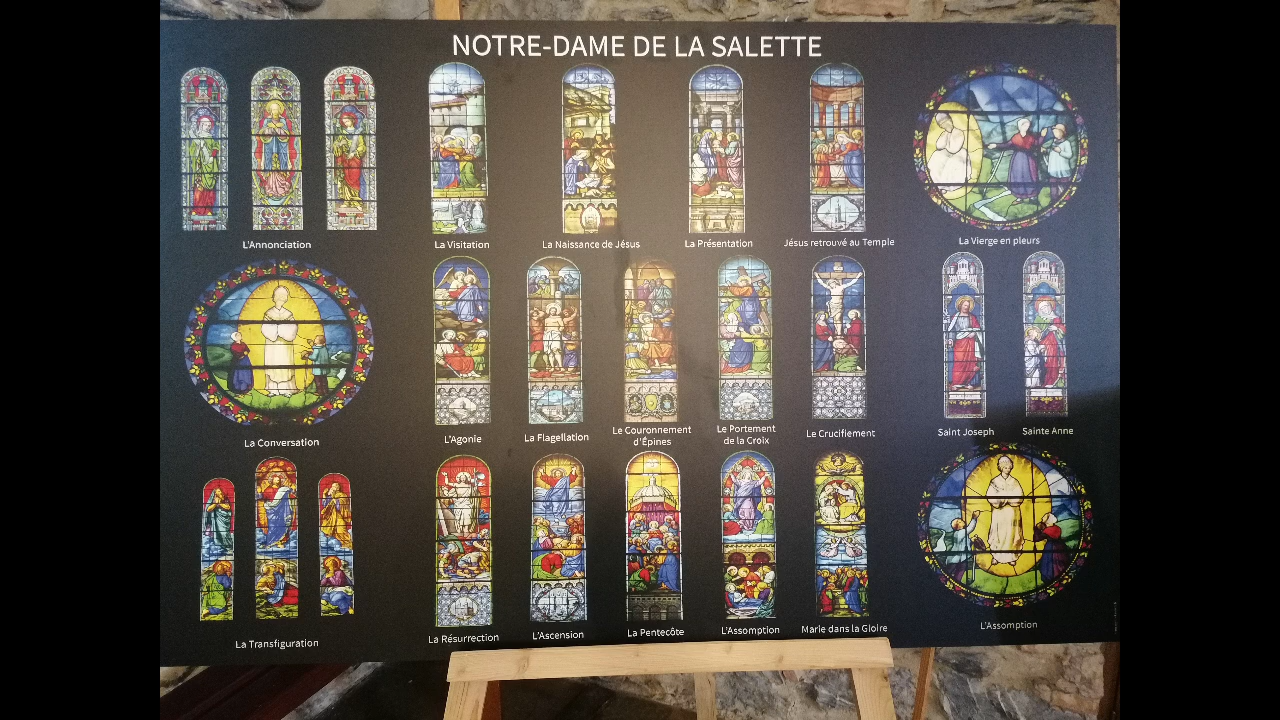 NOTRE-DAME DE LA SALETTE
L'Annonciation
La Visitation
La Naissance de Jésus
La Présentation
Jésus retrouvé au Temple
La Vierge en pleurs
La Conversation
L'Agonie
La Flagellation
Le Couronnement
d'Épines
Le Portement
de la Croix
Le Crucifiement
Saint Joseph
Sainte Anne
La Transfiguration
La Résurrection
L'Ascension
La Pentecôte
L'Assomption
Marie dans la Gloire
L'Assomption